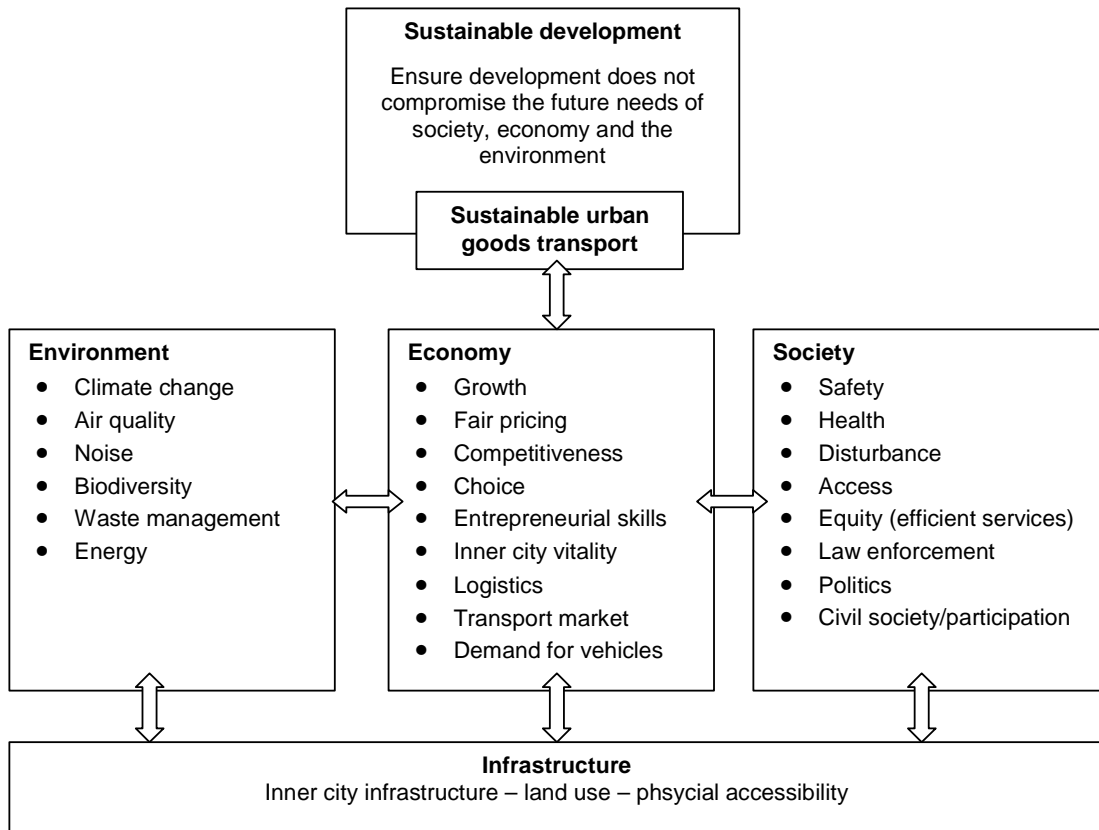 Sustainable development
Ensure development does not
compromise the future needs of
society, economy and the
environment
Sustainable urban
goods transport
Environment
● Climate change
● Air quality
● Noise
● Biodiversity
● Waste management
● Energy
Economy
● Growth
● Fair pricing
● Competitiveness
● Choice
● Entrepreneurial skills
● Inner city vitality
● Logistics
● Transport market
● Demand for vehicles
Society
● Safety
● Health
● Disturbance
● Access
● Equity (efficient services)
● Law enforcement
● Politics
● Civil society/participation
Infrastructure
Inner city infrastructure – land use – phsycial accessibility